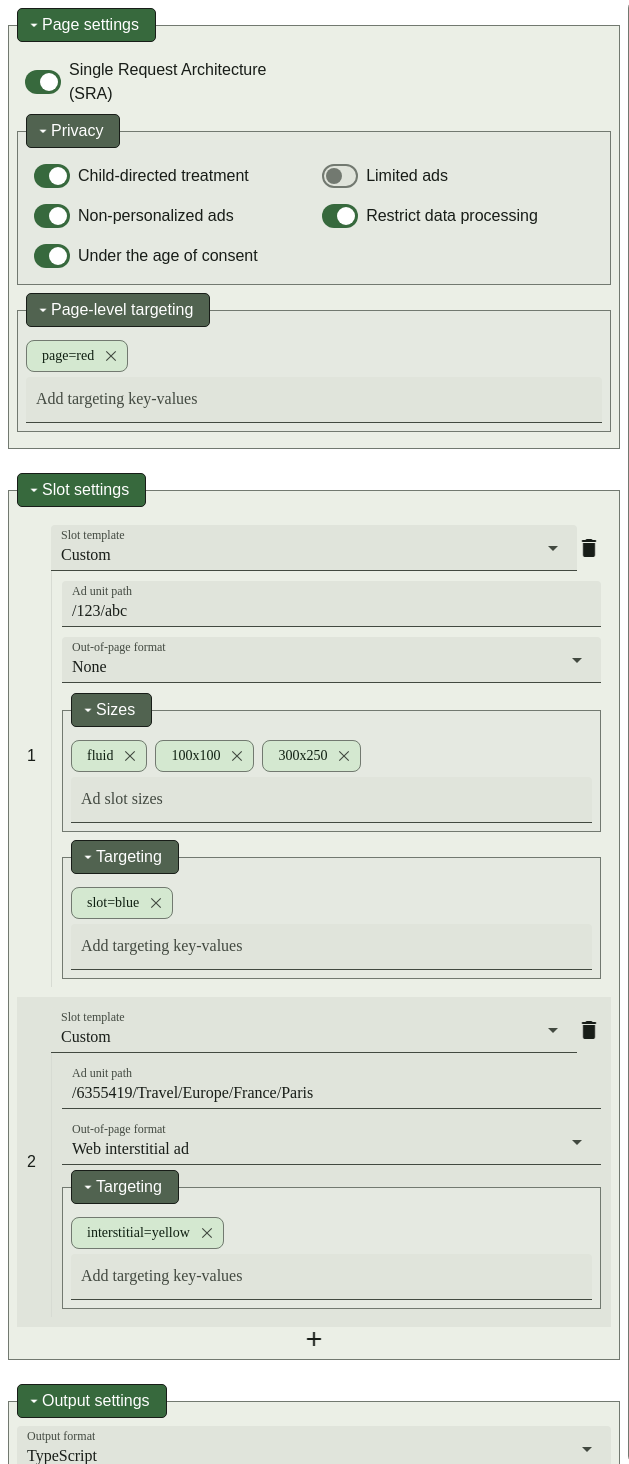 Page settings
Single Request Architecture
(SRA)
Privacy
Child-directed treatment
Limited ads
Non-personalized ads
Restrict data processing
Under the age of consent
Page-level targeting
page=red
Add targeting key-values
Slot settings
Slot template
Custom
Ad unit path
/123/abc
Out-of-page format
None
Sizes
1
fluid 100x100 300x250
Ad slot sizes
Targeting
slot=blue
Add targeting key-values
Slot template
Custom
Ad unit path
/6355419/Travel/Europe/France/Paris
Out-of-page format
Web interstitial ad
2
Targeting
interstitial=yellow
Add targeting key-values
Output settings
Output format
TypeScript